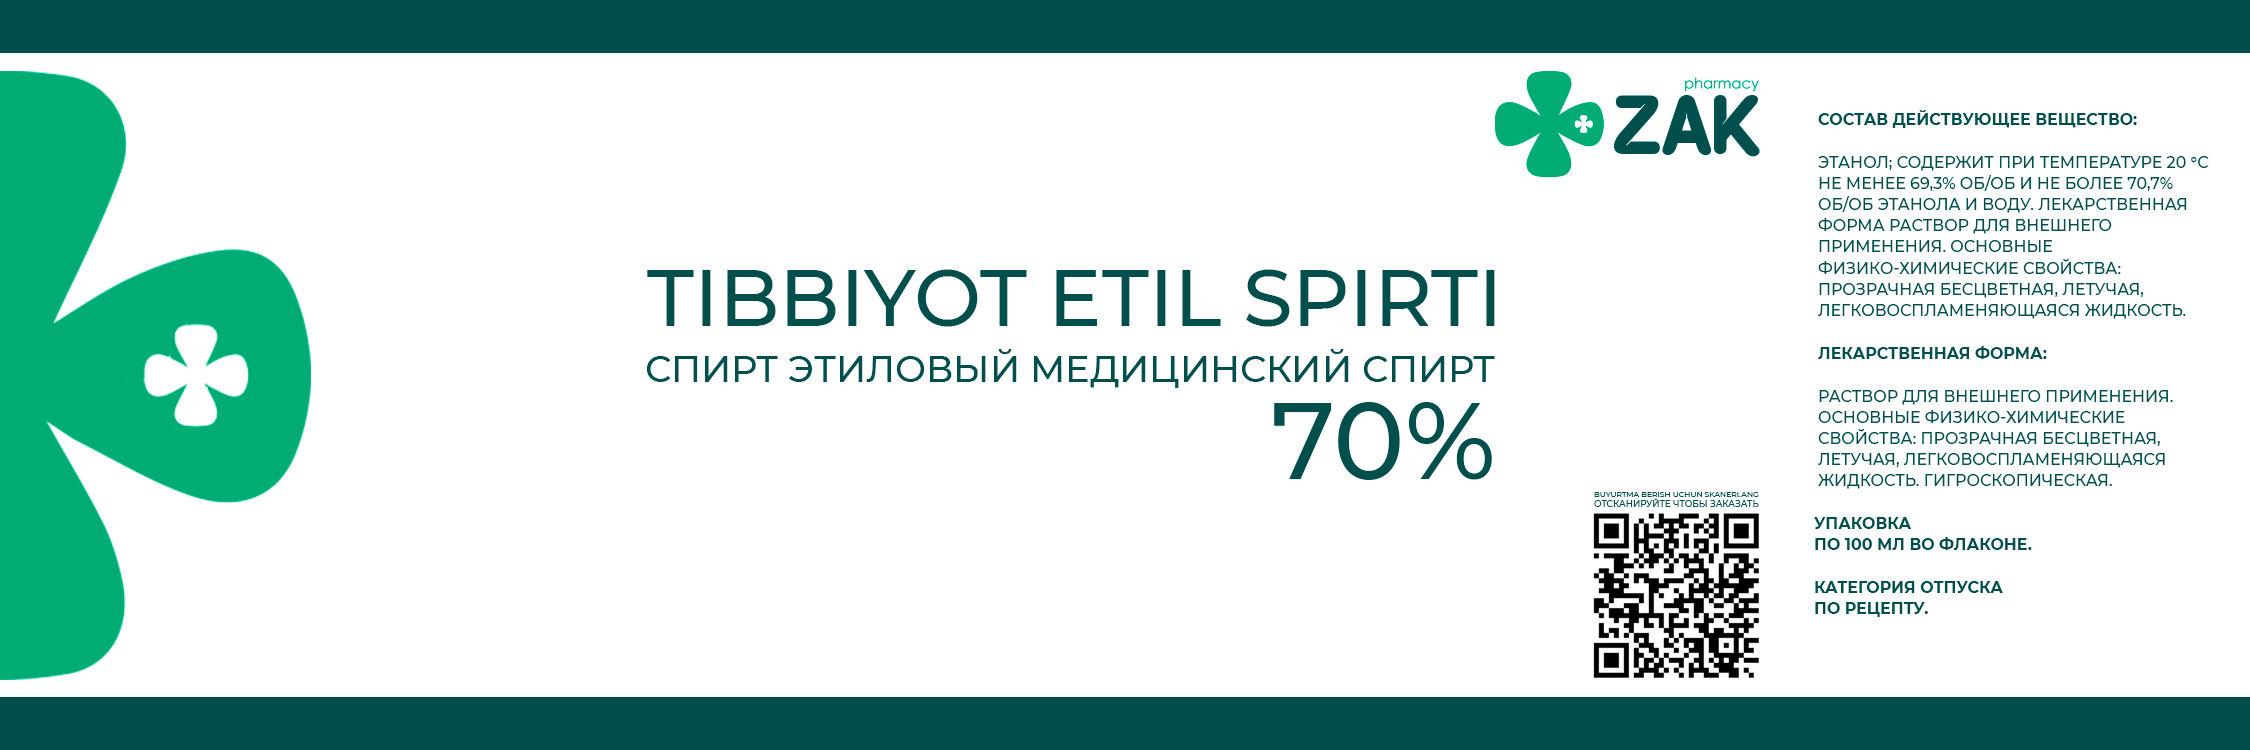 pharmacy
ZAK
TIBBIYOT ETIL SPIRTI
СПИРТ ЭТИЛОВЫЙ МЕДИЦИНСКИЙ СПИРТ
70%
BUYURTMA BERISH UCHUN SKANERLANG
ОТСКАНИРУЙТЕ ЧТОБЫ ЗАКАЗАТЬ
СОСТАВ ДЕЙСТВУЮЩЕЕ ВЕЩЕСТВО:
ЭТАНОЛ; СОДЕРЖИТ ПРИ ТЕМПЕРАТУРЕ 20 °C
НЕ МЕНЕЕ 69,3% ОБ/ОБ И НЕ БОЛЕЕ 70,7%
ОБ/ОБ ЭТАНОЛА И ВОДУ. ЛЕКАРСТВЕННАЯ
ФОРМА РАСТВОР ДЛЯ ВНЕШНЕГО
ПРИМЕНЕНИЯ. ОСНОВНЫЕ
ФИЗИКО-ХИМИЧЕСКИЕ СВОЙСТВА:
ПРОЗРАЧНАЯ БЕСЦВЕТНАЯ, ЛЕТУЧАЯ,
ЛЕГКОВОСПЛАМЕНЯЮЩАЯСЯ ЖИДКОСТЬ.
ЛЕКАРСТВЕННАЯ ФОРМА:
РАСТВОР ДЛЯ ВНЕШНЕГО ПРИМЕНЕНИЯ.
ОСНОВНЫЕ ФИЗИКО-ХИМИЧЕСКИЕ
СВОЙСТВА: ПРОЗРАЧНАЯ БЕСЦВЕТНАЯ,
ЛЕТУЧАЯ, ЛЕГКОВОСПЛАМЕНЯЮЩАЯСЯ
ЖИДКОСТЬ. ГИГРОСКОПИЧЕСКАЯ.
УПАКОВКА
ПО 100 МЛ ВО ФЛАКОНЕ.
КАТЕГОРИЯ ОТПУСКА
ПО РЕЦЕПТУ.